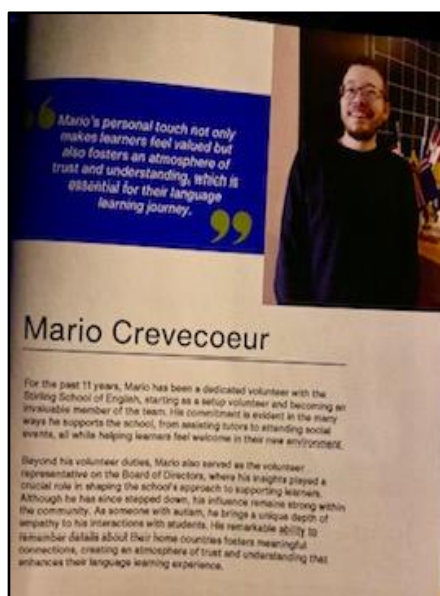 “
Mario's personal touch not only
makes learners feel valued but
also fosters an atmosphere of
trust and understanding, which is
essential for their language
learning journey.
”
Mario Crevecoeur
For the past 11 years, Mario has been a dedicated volunteer with the
Stirling School of English, starting as a setup volunteer and becoming an
invaluable member of the team. His commitment is evident in the many
ways he supports the school, from assisting tutors to attending social
events, all while helping learners feel welcome in their new environment.
Beyond his volunteer duties, Mario also served as the volunteer
representative on the Board of Directors, where his insights played a
crucial role in shaping the school's approach to supporting learners.
Although he has since stepped down, his influence remains strong within
the community. As someone with autism, he brings a unique depth of
empathy to his interactions with students. His remarkable ability to
remember details about their home countries fosters meaningful
connections, creating an atmosphere of trust and understanding that
enhances their language learning experience.